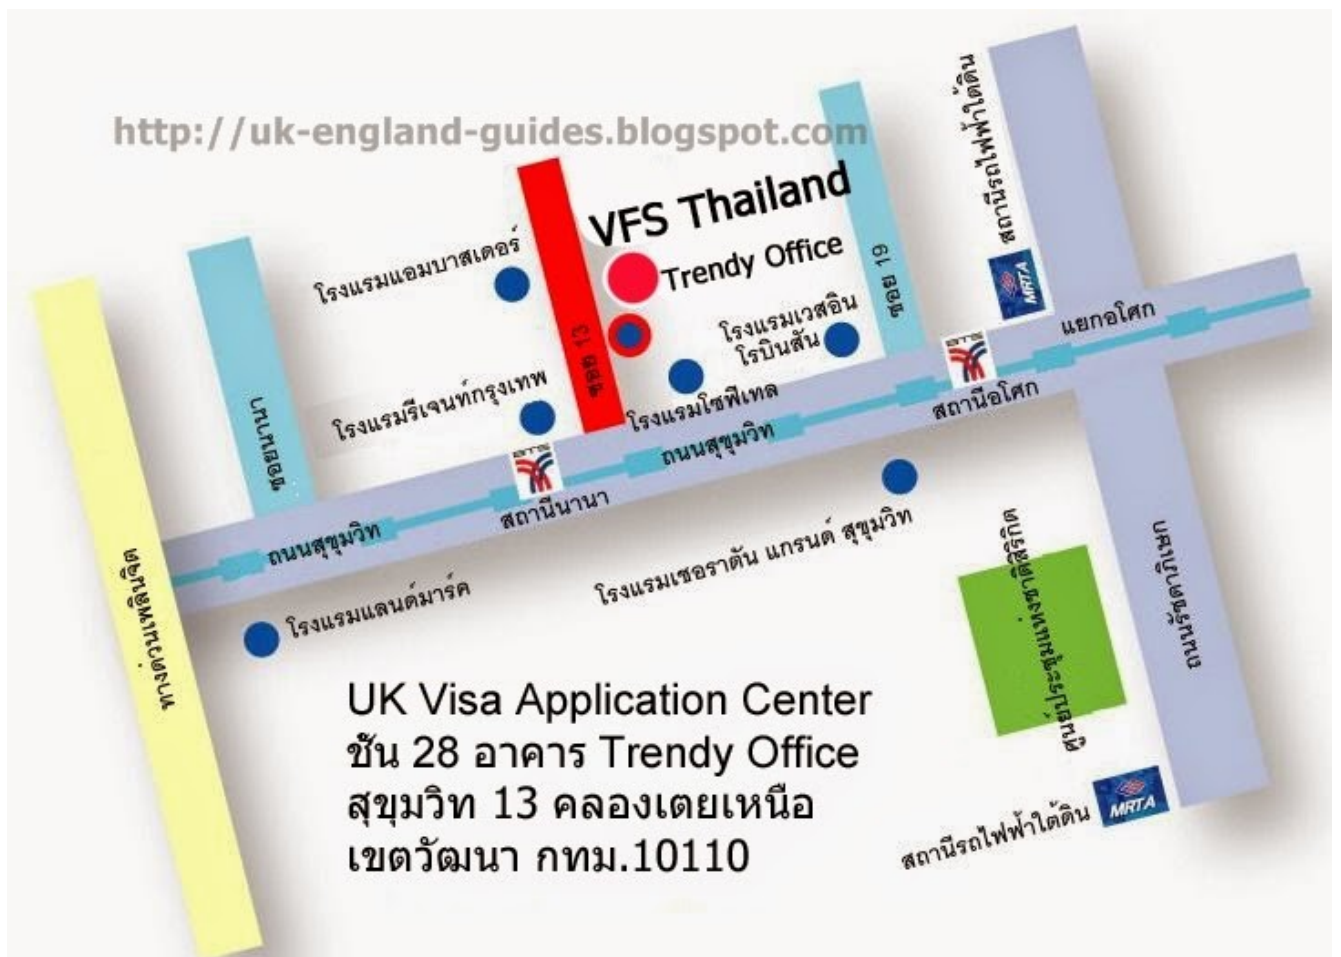 http://uk-england-guides.blogspot.com
สถานีรถไฟฟ้าใต้ดิน
MRTA
VFS Thailand
Trendy Office
โรงแรมแอมบาสเดอร์
ซอย 13
ซอย 19
โรงแรมเวสอิน
โรบินสัน
แยกอโศก
โรงแรมรีเจนท์กรุงเทพ
โรงแรมโซฟีเทล
สถานีอโศก
ซอยนานา
ถนนสุขุมวิท
สถานีนานา
ถนนสุขุมวิท
โรงแรมเชอราตัน แกรนด์ สุขุมวิท
โรงแรมแลนด์มาร์ค
ทางด่วนเพลินจิต
ศูนย์ประชุมแห่งชาติสิริกิติ์
ถนนรัชดาภิเษก
UK Visa Application Center
ชั้น 28 อาคาร Trendy Office
สุขุมวิท 13 คลองเตยเหนือ
เขตวัฒนา กทม.10110
MRTA
สถานีรถไฟฟ้าใต้ดิน